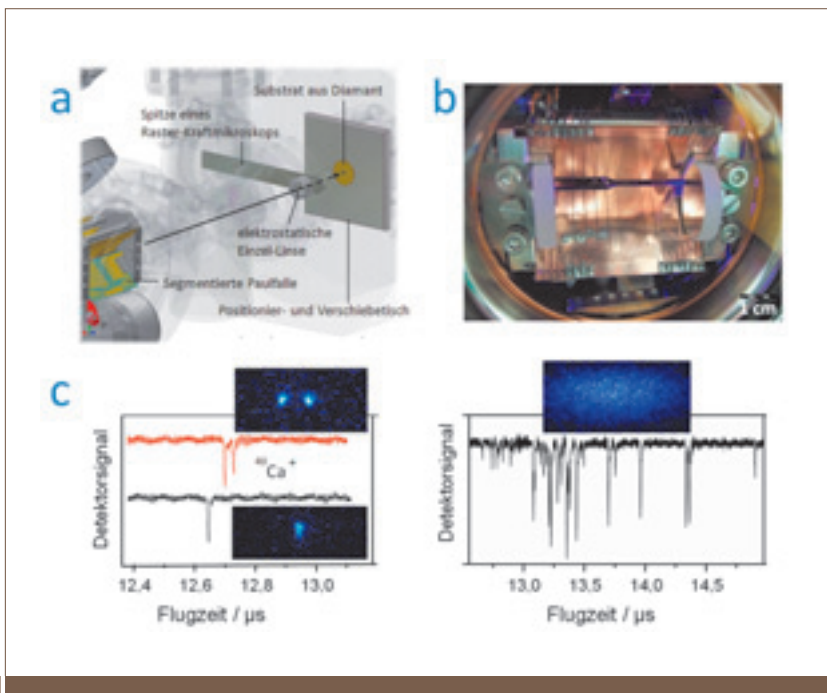 a
Substrat aus Diamant
Spitze eines
Raster-Kraftmikroskops
elektrostatische
Einzel-Linse
Segmentierte Paulfalle
Positionier- und Verschiebetisch
b
1 cm
c
Detektorsignal
⁴⁰Ca⁺
12,4 12,6 12,8 13,0
Flugzeit / µs
Detektorsignal
13,0 13,5 14,0 14,5
Flugzeit / µs